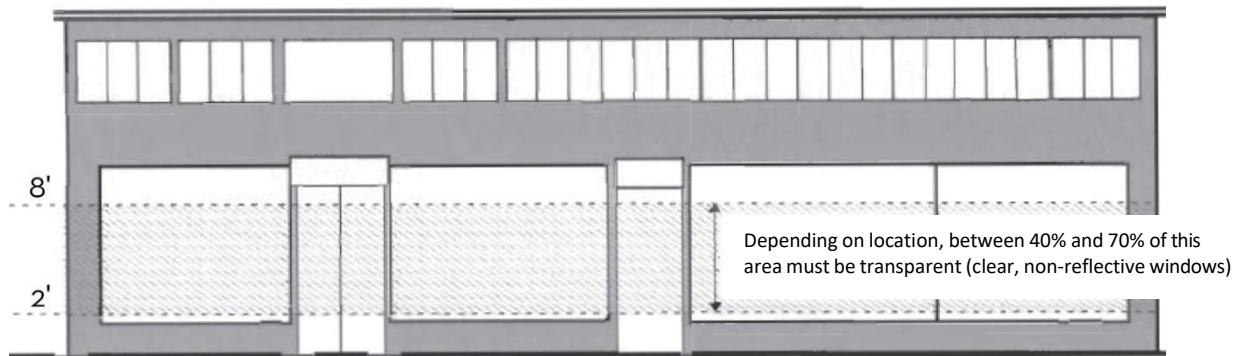 8'
Depending on location, between 40% and 70% of this
area must be transparent (clear, non-reflective windows)
2'